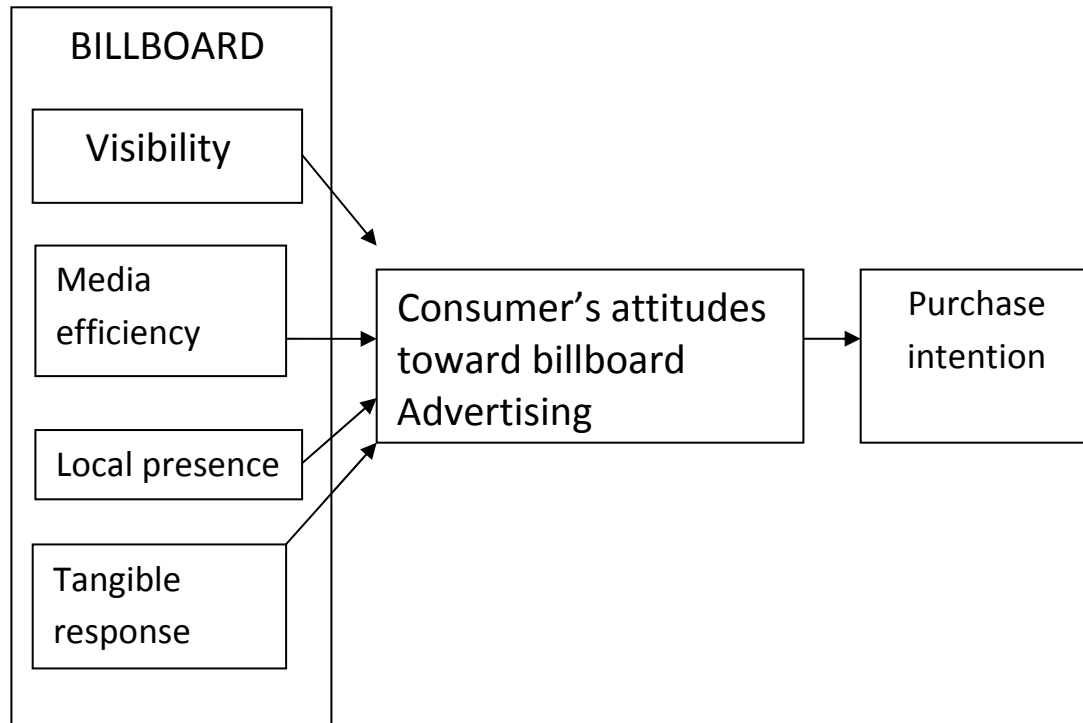 BILLBOARD
Visibility
Media
efficiency
Local presence
Tangible
response
Consumer’s attitudes
toward billboard
Advertising
Purchase
intention